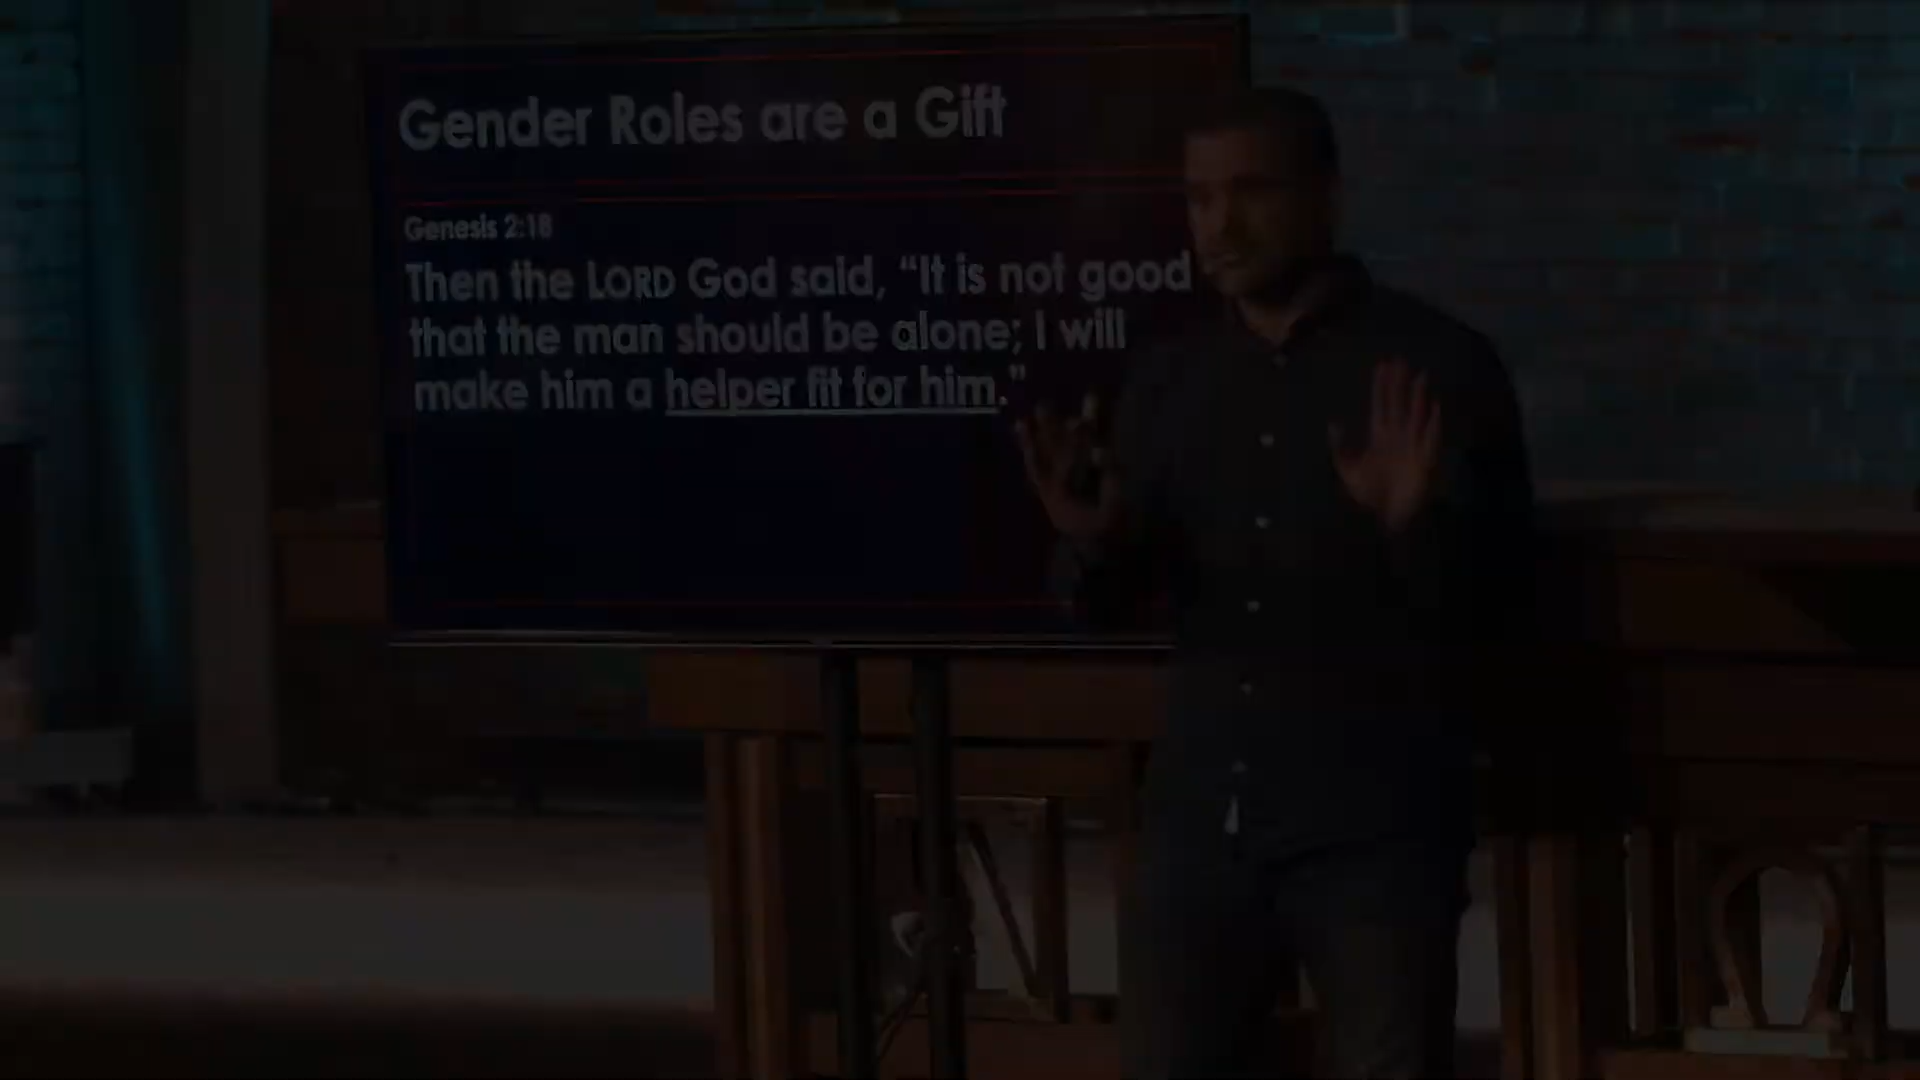 Gender Roles are a Gift
Genesis 2:18
Then the LORD God said, “It is not good
that the man should be alone; I will
make him a helper fit for him.”